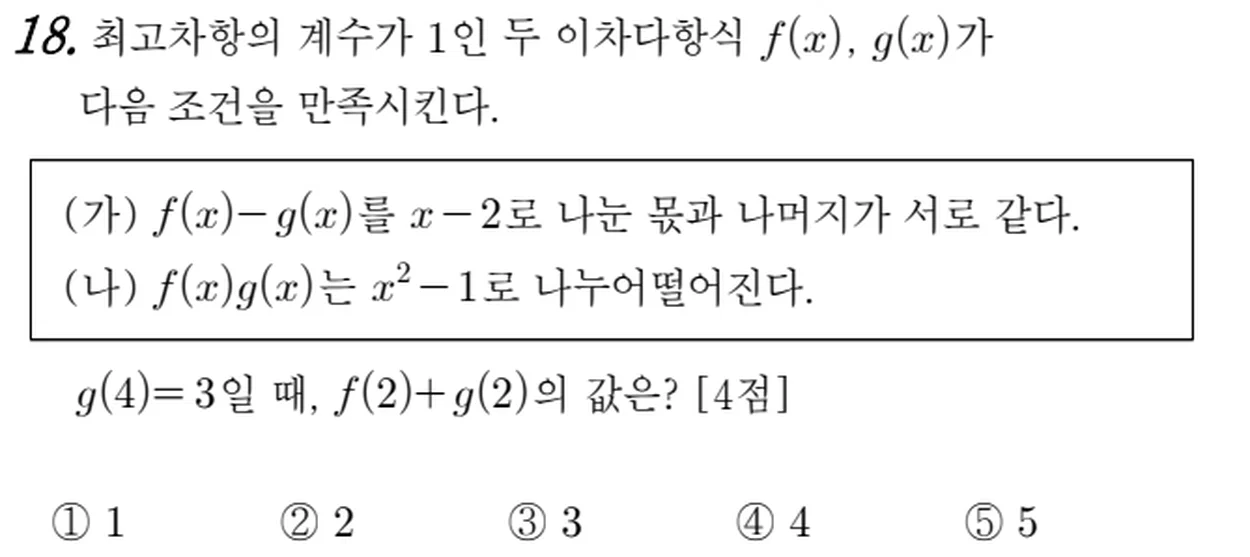 18. 최고차항의 계수가 1인 두 이차다항식 f(x), g(x)가
다음 조건을 만족시킨다.
(가) f(x)-g(x)를 x-2로 나눈 몫과 나머지가 서로 같다.
(나) f(x)g(x)는 x²-1로 나누어떨어진다.
g(4)=3일 때, f(2)+g(2)의 값은? [4점]
① 1 ② 2 ③ 3 ④ 4 ⑤ 5